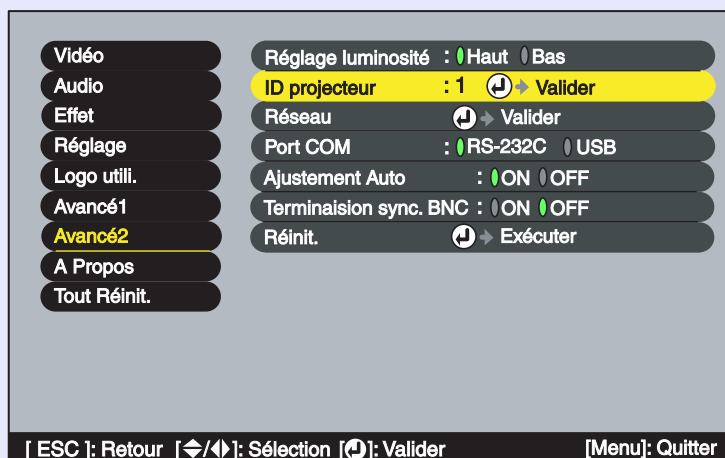 Vidéo
Audio
Effet
Réglage
Logo utili.
Avancé1
Avancé2
A Propos
Tout Réinit.
Réglage luminosité : Haut Bas
ID projecteur : 1 Valider
Réseau Valider
Port COM : RS-232C USB
Ajustement Auto : ON OFF
Terminaision sync. BNC : ON OFF
Réinit. Exécuter
[ ESC ]: Retour [/]: Sélection []: Valider [Menu]: Quitter